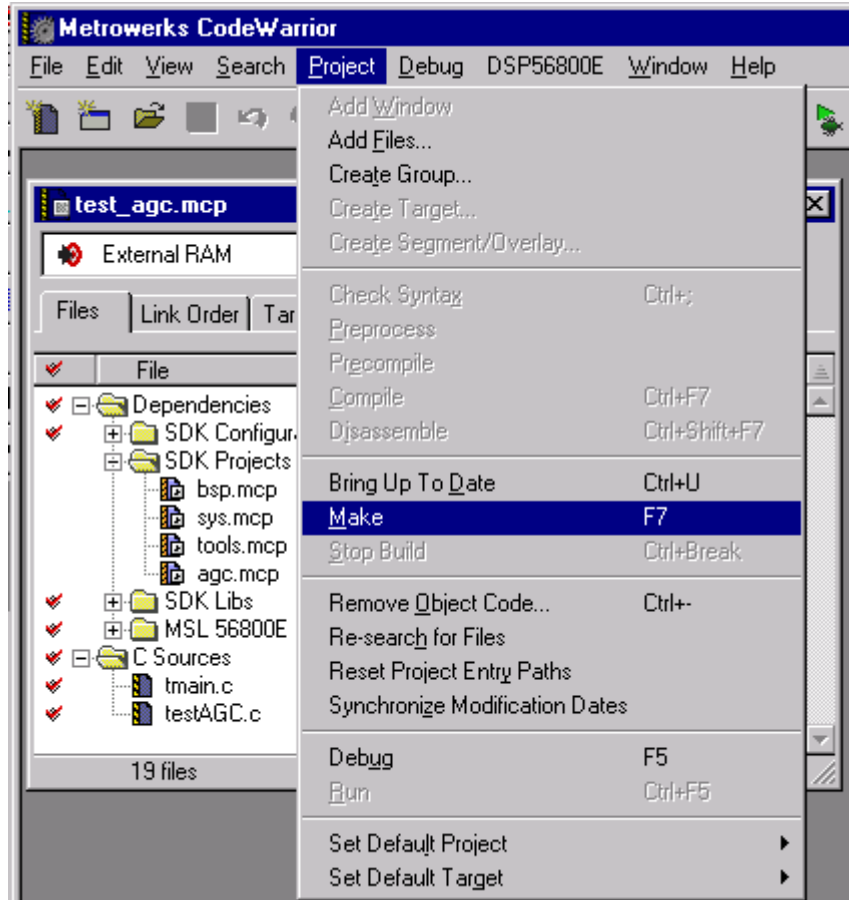 Metrowerks CodeWarrior
File Edit View Search Project Debug DSP56800E Window Help
test_agc.mcp
External RAM
Files Link Order Tar
File
Dependencies
SDK Configur
SDK Projects
bsp.mcp
sys.mcp
tools.mcp
agc.mcp
SDK Libs
MSL 56800E
C Sources
tmain.c
testAGC.c
19 files
Add Window
Add Files...
Create Group...
Create Target...
Create Segment/Overlay...
Check Syntax Ctrl+;
Preprocess
Precompile
Compile Ctrl+F7
Disassemble Ctrl+Shift+F7
Bring Up To Date Ctrl+U
Make F7
Stop Build Ctrl+Break
Remove Object Code... Ctrl+-
Re-search for Files
Reset Project Entry Paths
Synchronize Modification Dates
Debug F5
Run Ctrl+F5
Set Default Project
Set Default Target